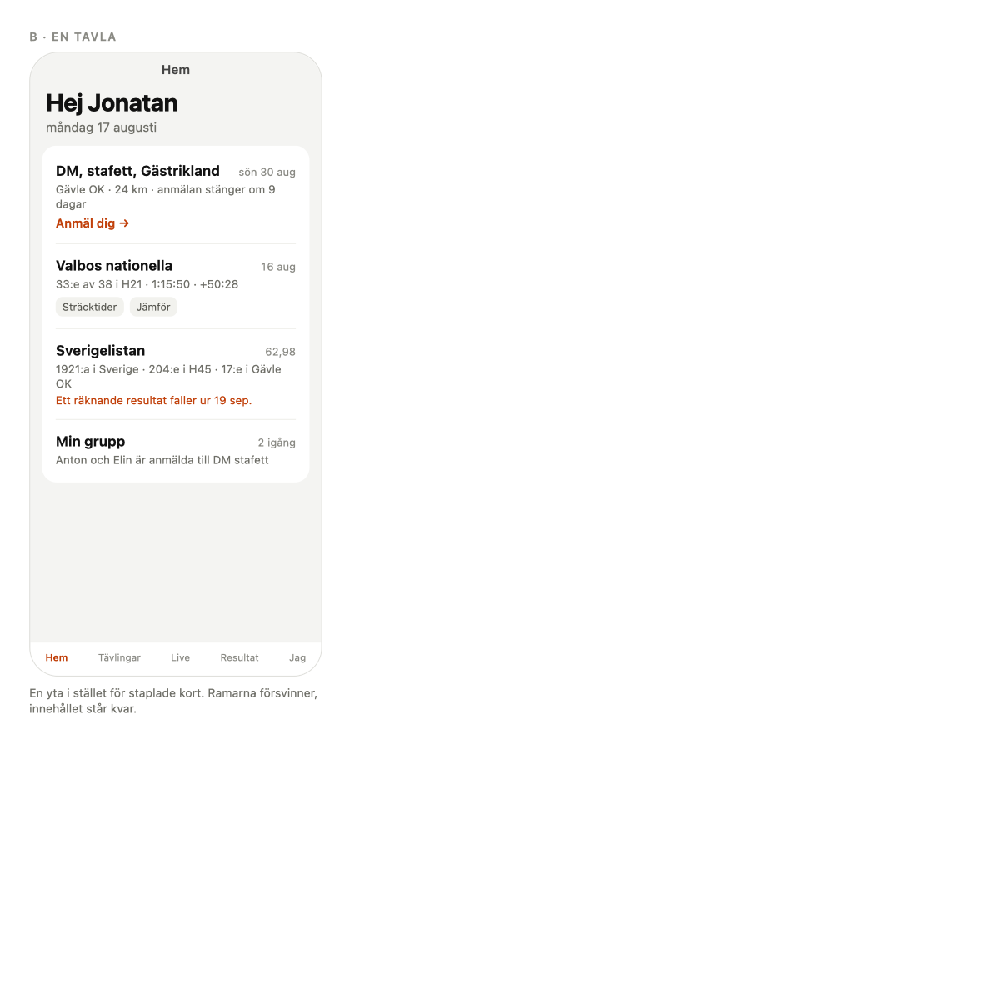 B · EN TAVLA
Hem
Hej Jonatan
måndag 17 augusti
DM, stafett, Gästrikland sön 30 aug
Gävle OK · 24 km · anmälan stänger om 9
dagar
Anmäl dig →
Valbos nationella 16 aug
33:e av 38 i H21 · 1:15:50 · +50:28
Sträcktider Jämför
Sverigelistan 62,98
1921:a i Sverige · 204:e i H45 · 17:e i Gävle
OK
Ett räknande resultat faller ur 19 sep.
Min grupp 2 igång
Anton och Elin är anmälda till DM stafett
Hem Tävlingar Live Resultat Jag
En yta i stället för staplade kort. Ramarna försvinner,
innehållet står kvar.